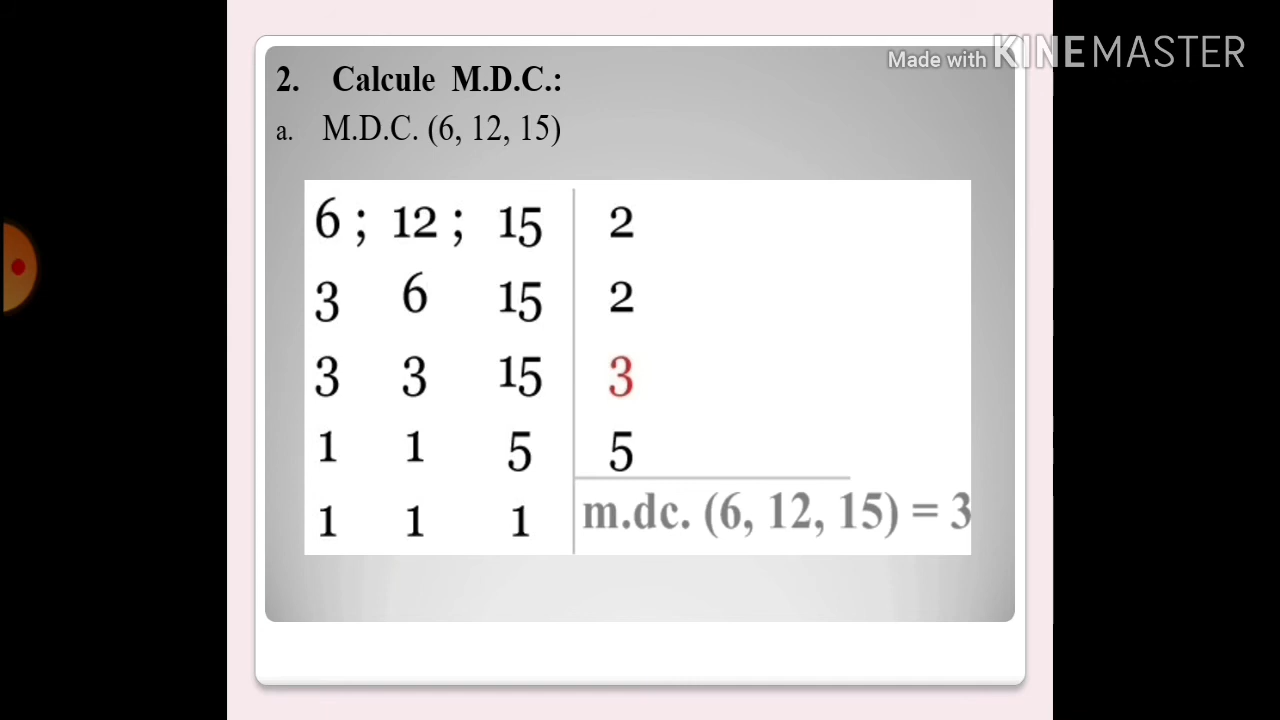 Made with KINEMASTER
2. Calcule M.D.C.:
a. M.D.C. (6, 12, 15)
6 ; 12 ; 15 2
3 6 15 2
3 3 15 3
1 1 5 5
1 1 1 m.dc. (6, 12, 15) = 3